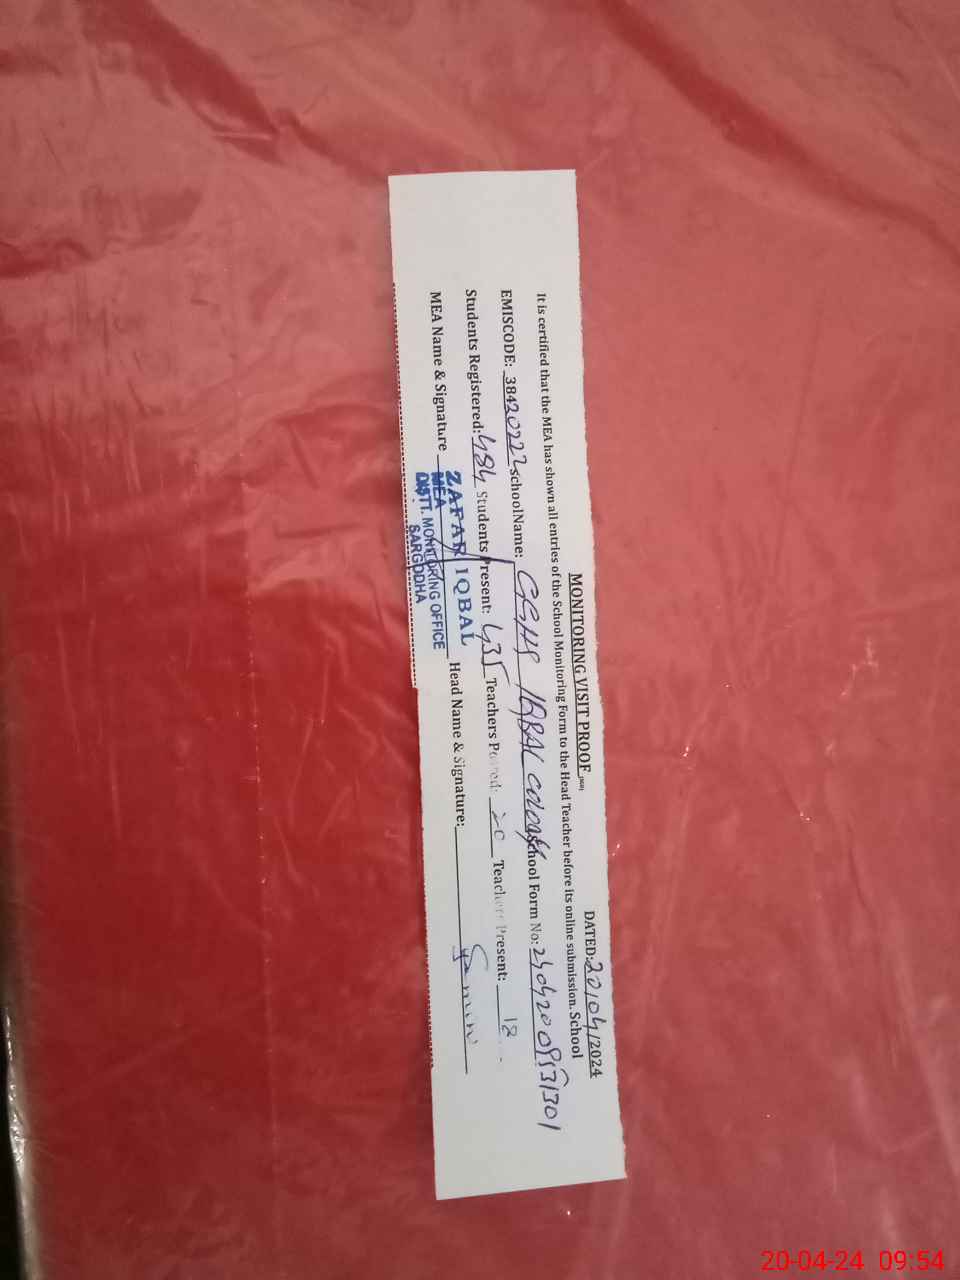 MONITORING VISIT PROOF
DATED: 20/04/2024
It is certified that the MEA has shown all entries of the School Monitoring Form to the Head Teacher before its online submission. School
EMISCODE: 38420222 SchoolName: GGHS IQBAL Colony School Form No:
Students Registered: 484 Students Present: 435 Teachers Posted: 20 Teachers Present: 18
MEA Name & Signature Head Name & Signature:
ZAFAR IQBAL
MEA
DISTT. MONITORING OFFICE
SARGODHA
20-04-24 09:54